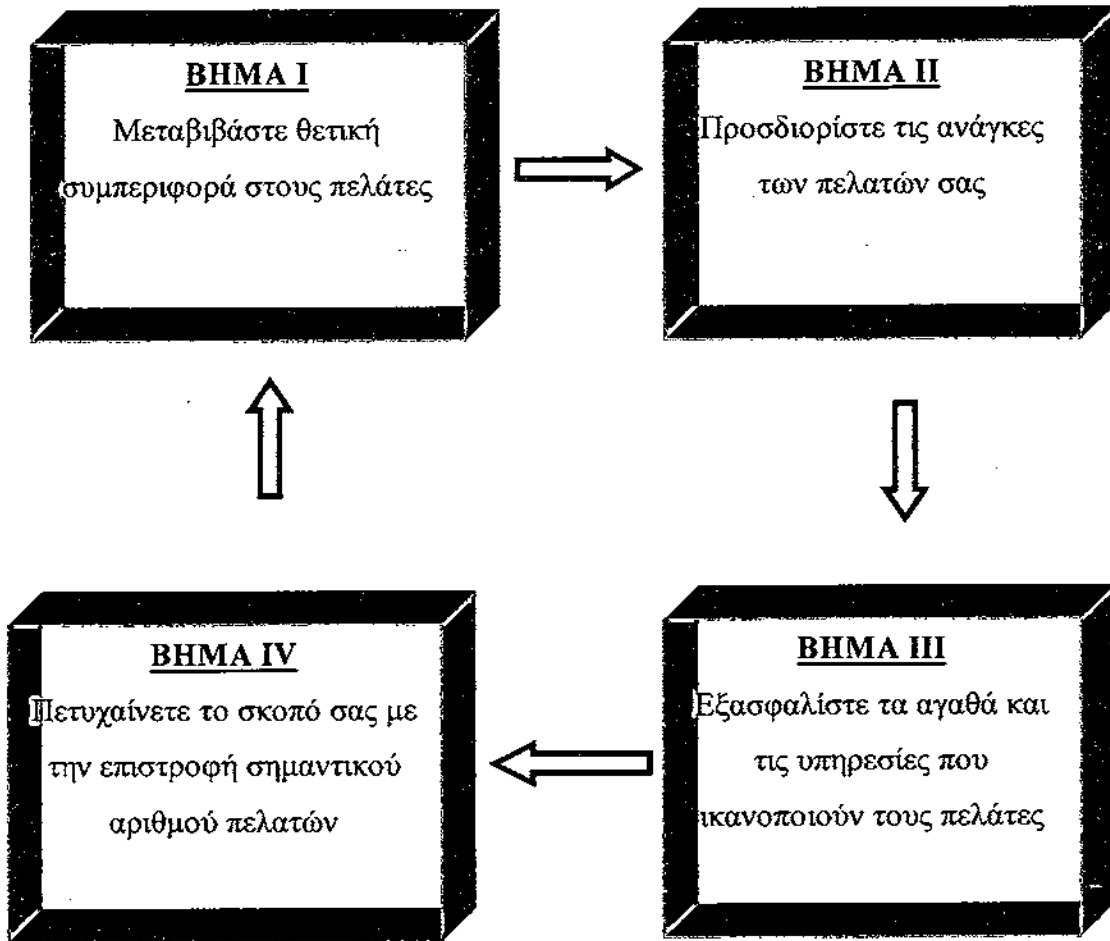 ΒΗΜΑ Ι
Μεταβιβάστε θετική
συμπεριφορά στους πελάτες
ΒΗΜΑ ΙΙ
Προσδιορίστε τις ανάγκες
των πελατών σας
ΒΗΜΑ ΙΙΙ
Εξασφαλίστε τα αγαθά και
τις υπηρεσίες που
ικανοποιούν τους πελάτες
ΒΗΜΑ IV
Πετυχαίνετε το σκοπό σας με
την επιστροφή σημαντικού
αριθμού πελατών